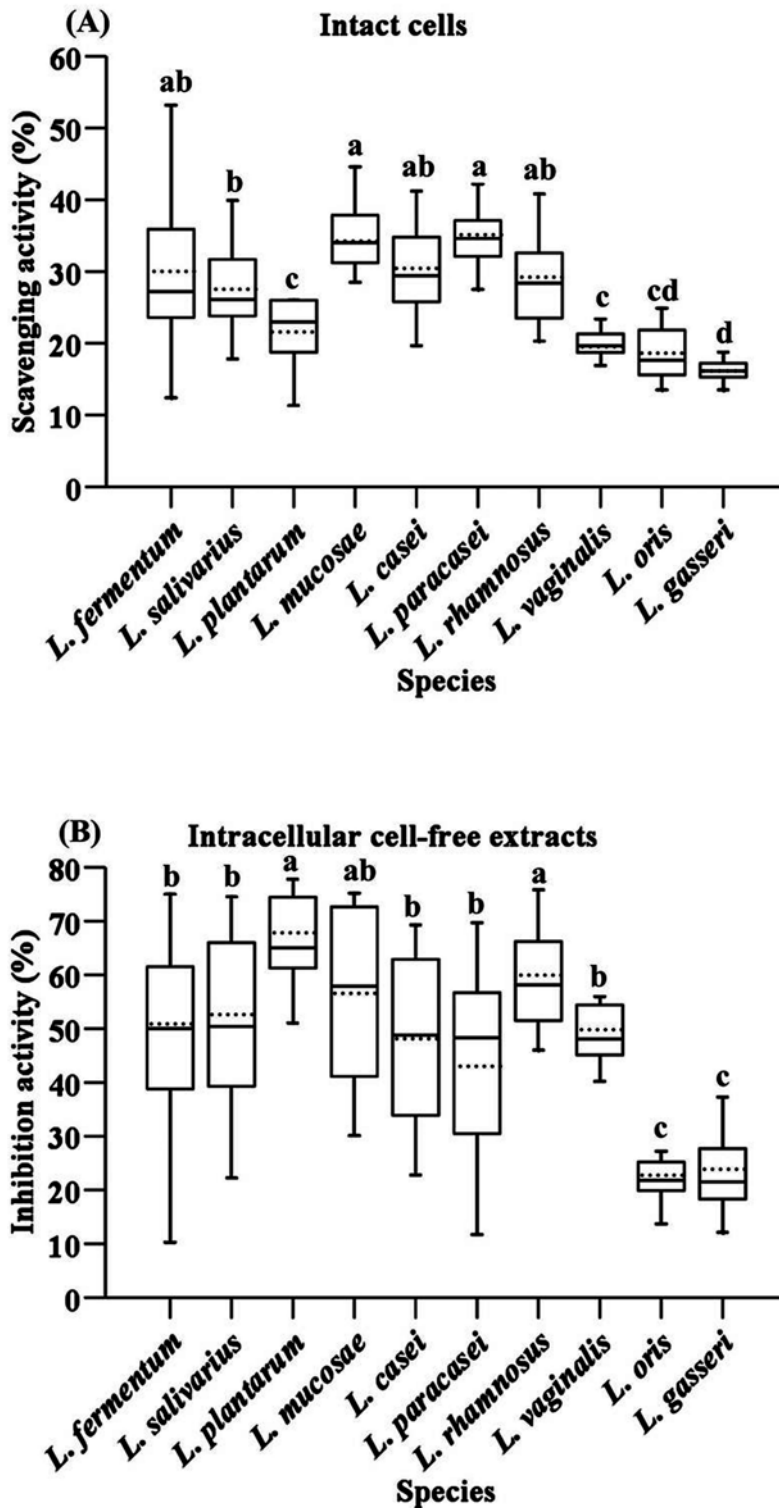 (A)
Intact cells
Scavenging activity (%)
60
50
40
30
20
10
0
ab
b
c
a
ab
a
ab
c
cd
d
L. fermentum
L. salivarius
L. plantarum
L. mucosae
L. casei
L. paracasei
L. rhamnosus
L. vaginalis
L. oris
L. gasseri
Species
(B)
Intracellular cell-free extracts
Inhibition activity (%)
80
70
60
50
40
30
20
10
0
b
b
a
ab
b
b
a
b
c
c
L. fermentum
L. salivarius
L. plantarum
L. mucosae
L. casei
L. paracasei
L. rhamnosus
L. vaginalis
L. oris
L. gasseri
Species